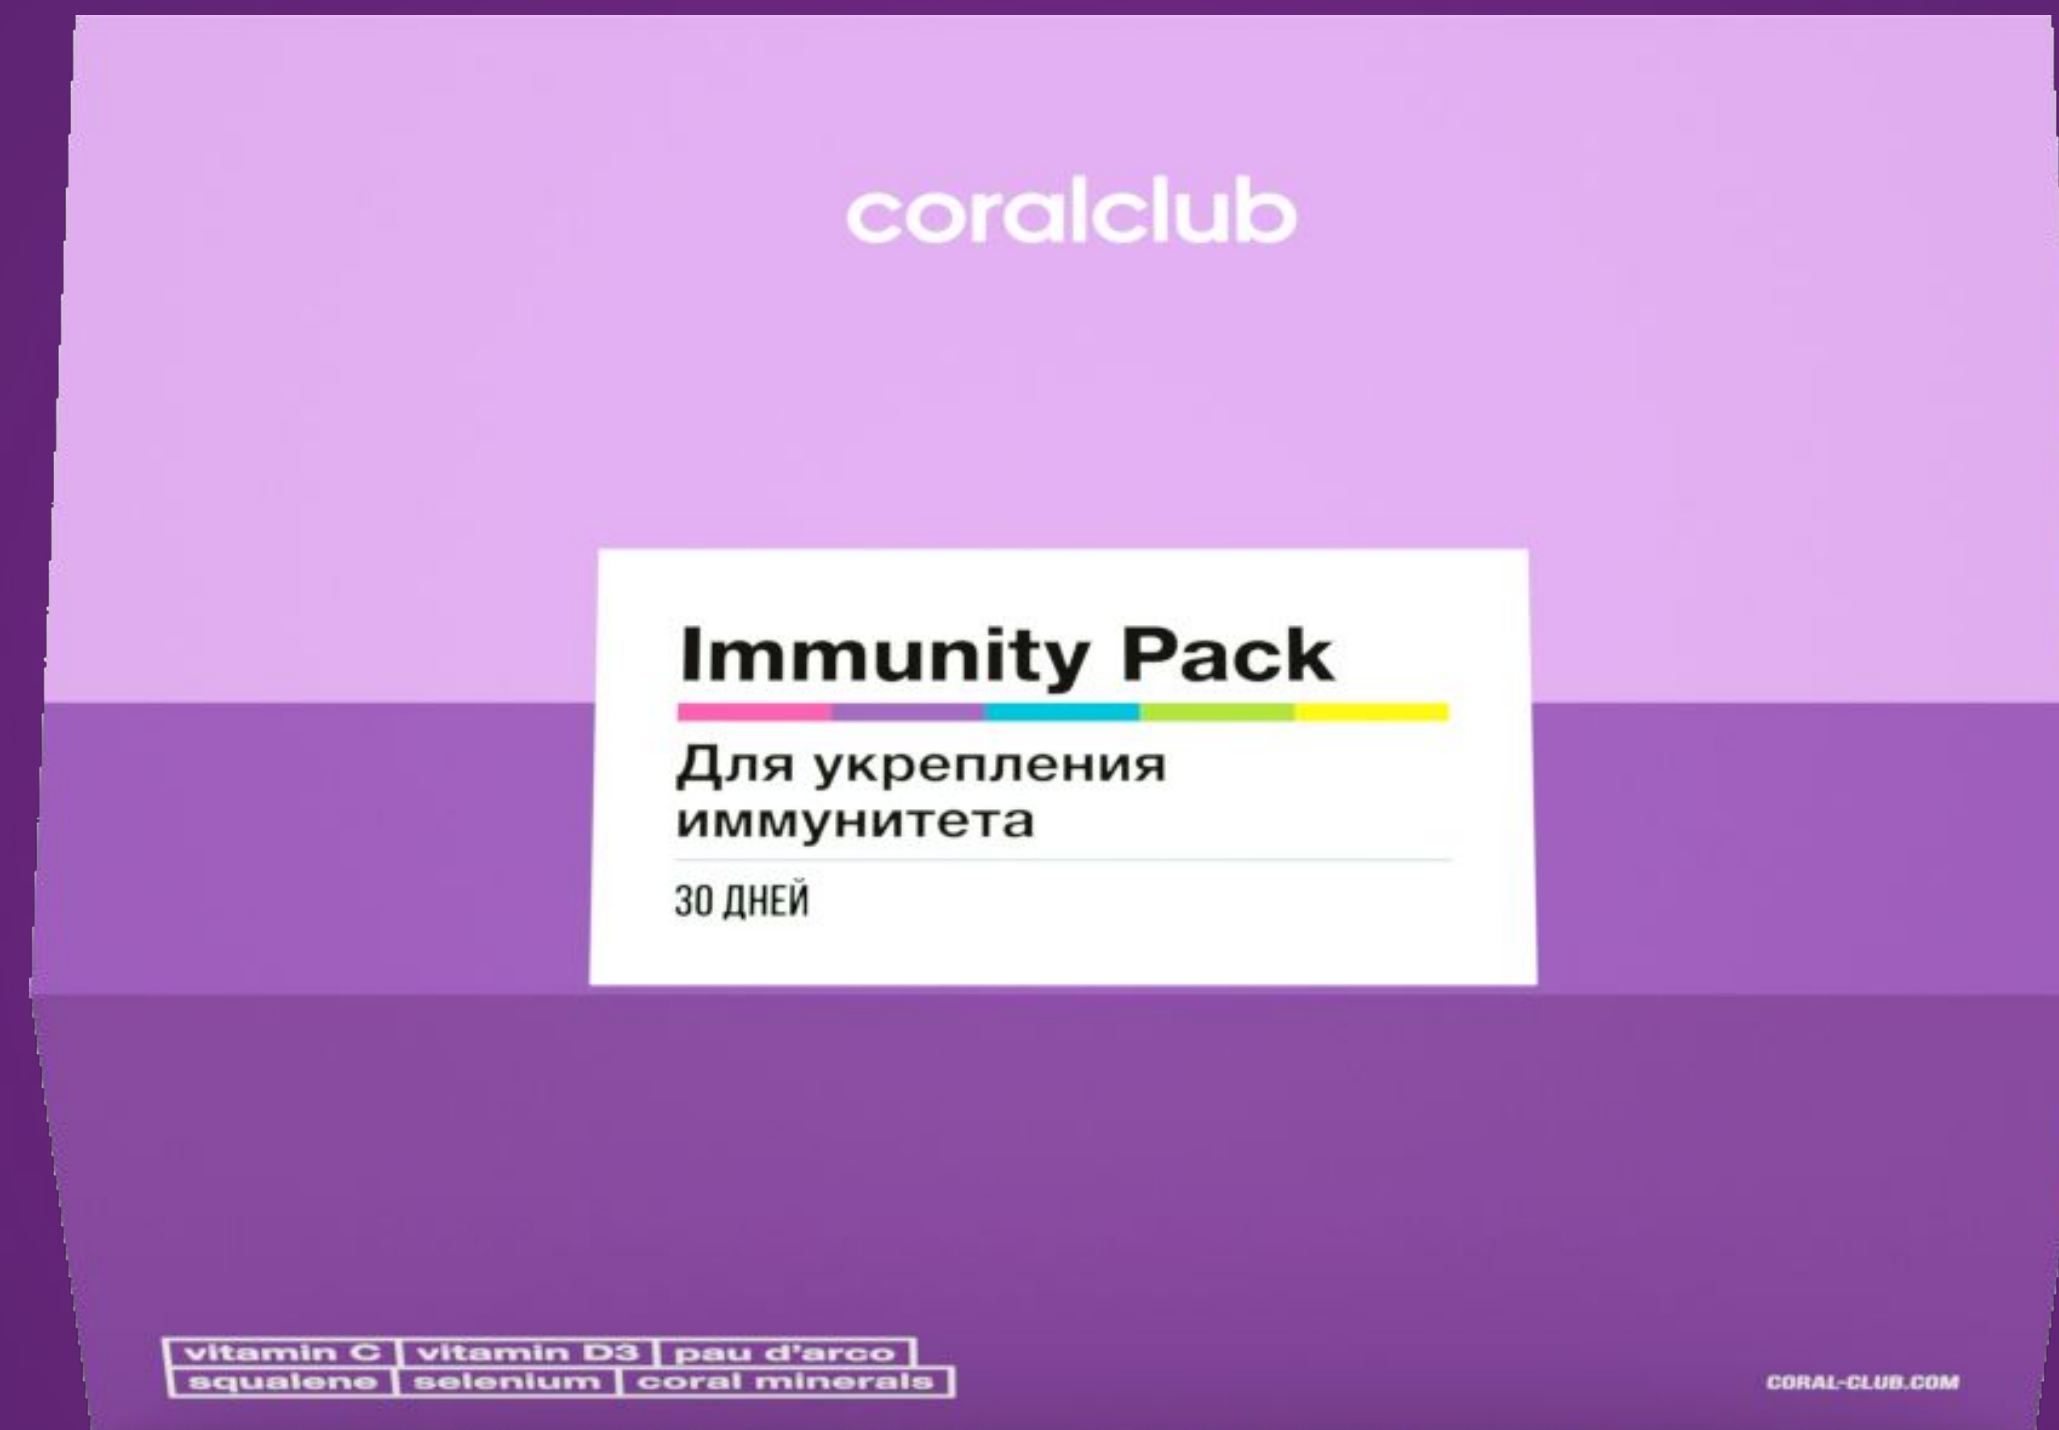 coralclub
Immunity Pack
Для укрепления
иммунитета
30 ДНЕЙ
vitamin C vitamin D3 pau d'arco
squalene selenium coral minerals
CORAL-CLUB.COM